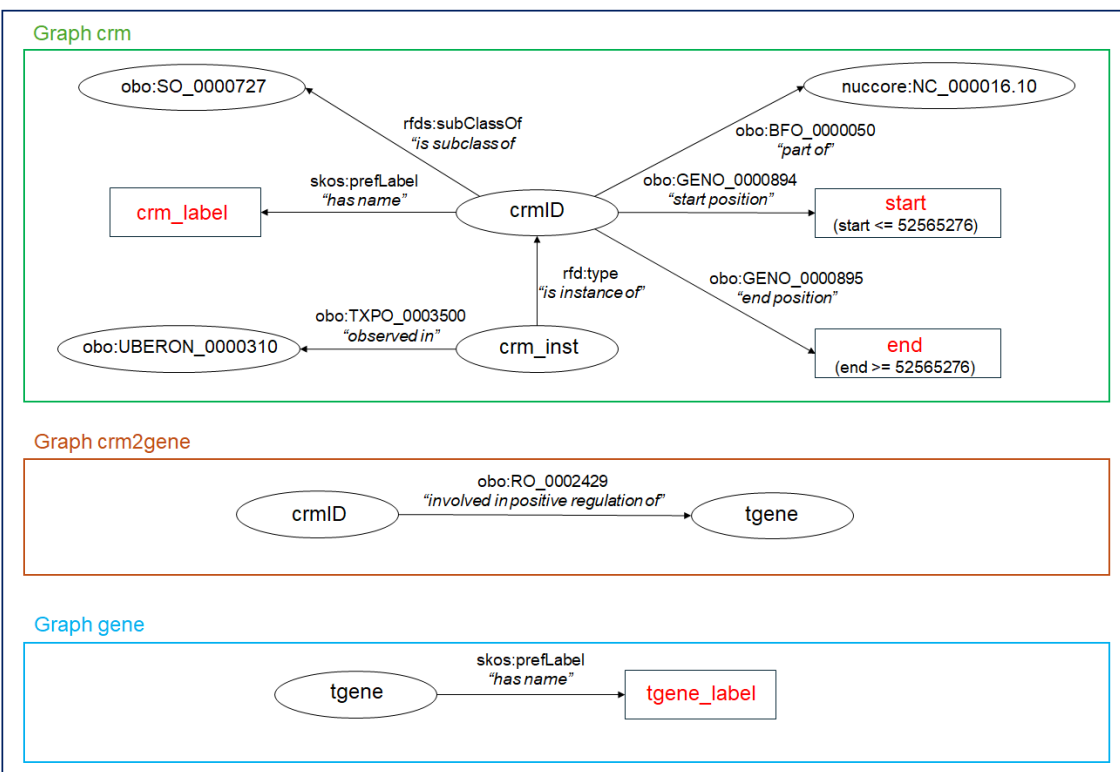 Graph crm
obo:SO_0000727
nuccore:NC_000016.10
rfds:subClassOf
"is subclass of
obo:BFO_0000050
"part of"
skos:prefLabel
"has name"
obo:GENO_0000894
"start position"
crm_label
crmID
start
(start <= 52565276)
rfd:type
"is instance of"
obo:GENO_0000895
"end position"
obo:TXPO_0003500
"observed in"
obo:UBERON_0000310
crm_inst
end
(end >= 52565276)
Graph crm2gene
obo:RO_0002429
"involved in positive regulation of"
crmID
tgene
Graph gene
skos:prefLabel
"has name"
tgene
tgene_label